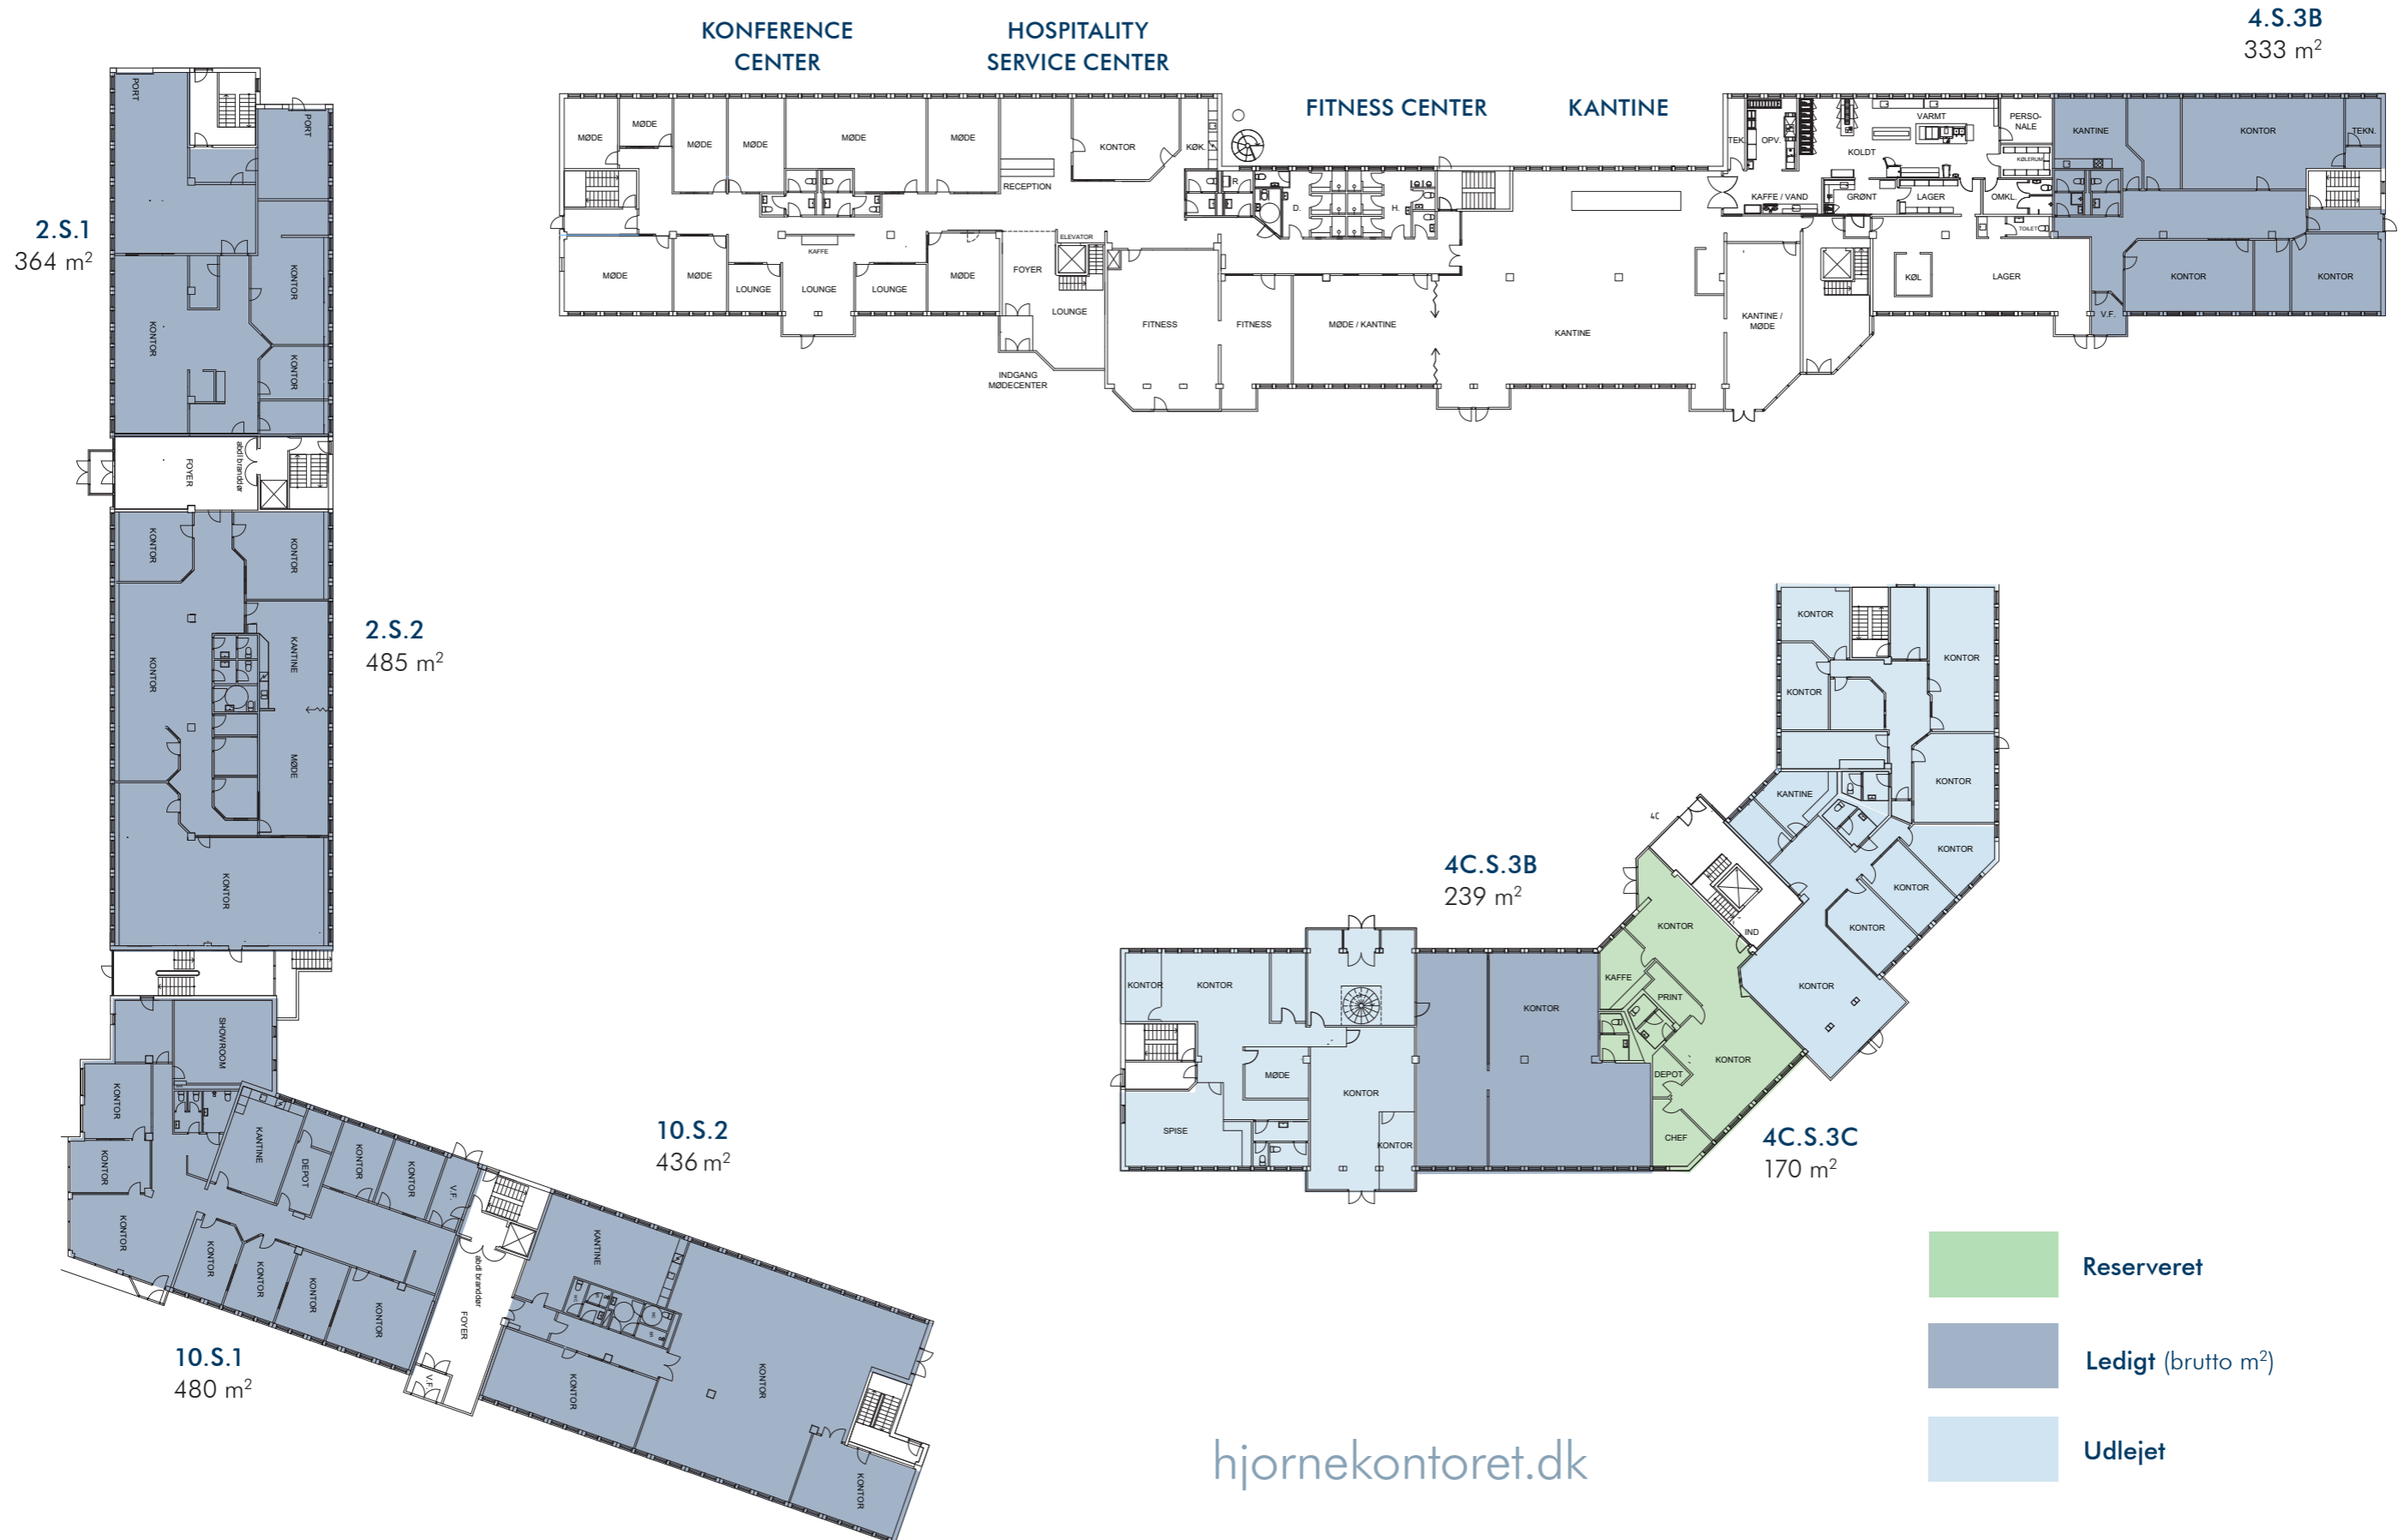 KONFERENCE
CENTER
HOSPITALITY
SERVICE CENTER
FITNESS CENTER
KANTINE
4.S.3B
333 m²
MØDE
MØDE
MØDE
MØDE
MØDE
MØDE
RECEPTION
KONTOR
KØK.
R.
D.
H.
MØDE
MØDE
LOUNGE
KAFFE
LOUNGE
LOUNGE
MØDE
FOYER
ELEVATOR
LOUNGE
INDGANG
MØDECENTER
FITNESS
FITNESS
MØDE / KANTINE
KANTINE
KANTINE /
MØDE
TEK.
OPV.
KOLDT
VARMT
PERSO-
NALE
KØLERUM
KAFFE / VAND
GRØNT
LAGER
OMKL.
TOILET
KØL
LAGER
KANTINE
KONTOR
TEKN.
KONTOR
KONTOR
V.F.
2.S.1
364 m²
PORT
PORT
KONTOR
KONTOR
KONTOR
FOYER
abdl branddør
2.S.2
485 m²
KONTOR
KONTOR
KANTINE
KONTOR
MØDE
KONTOR
SHOWROOM
KONTOR
KONTOR
KONTOR
KANTINE
DEPOT
KONTOR
KONTOR
V.F.
KONTOR
KONTOR
KONTOR
KONTOR
10.S.1
480 m²
abdl branddør
FOYER
V.F.
10.S.2
436 m²
KANTINE
KONTOR
KONTOR
KONTOR
4C.S.3B
239 m²
KONTOR
KONTOR
MØDE
SPISE
KONTOR
KONTOR
KONTOR
4C
IND
KONTOR
KAFFE
PRINT
KONTOR
DEPOT
CHEF
4C.S.3C
170 m²
KONTOR
KONTOR
KONTOR
KONTOR
KANTINE
KONTOR
KONTOR
KONTOR
KONTOR
Reserveret
Ledigt (brutto m²)
Udlejet
hjornekontoret.dk